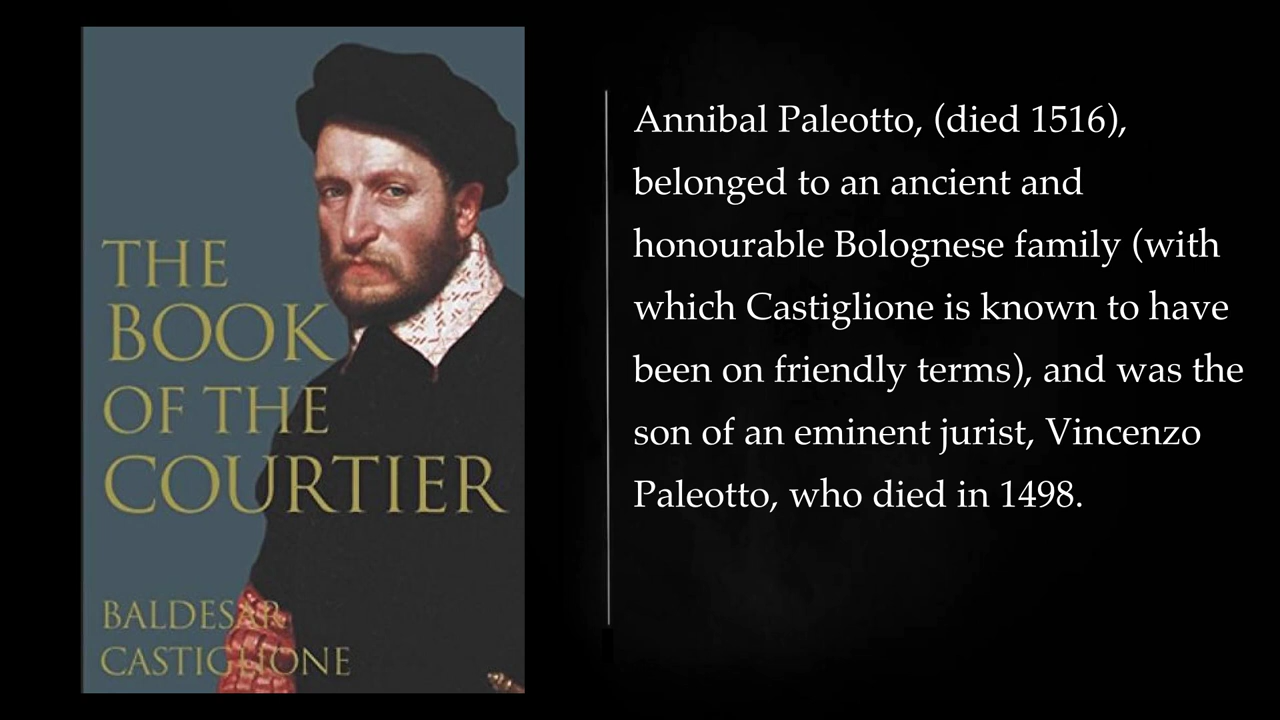 THE
BOOK
OF THE
COURTIER
BALDESAR
CASTIGLIONE
Annibal Paleotto, (died 1516),
belonged to an ancient and
honourable Bolognese family (with
which Castiglione is known to have
been on friendly terms), and was the
son of an eminent jurist, Vincenzo
Paleotto, who died in 1498.